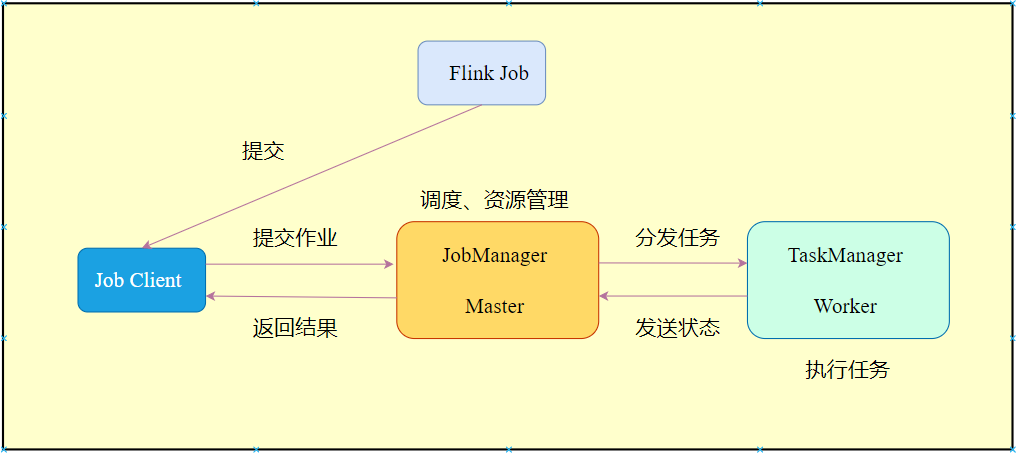 Flink Job
提交
调度、资源管理
提交作业
分发任务
Job Client
JobManager
Master
TaskManager
Worker
返回结果
发送状态
执行任务